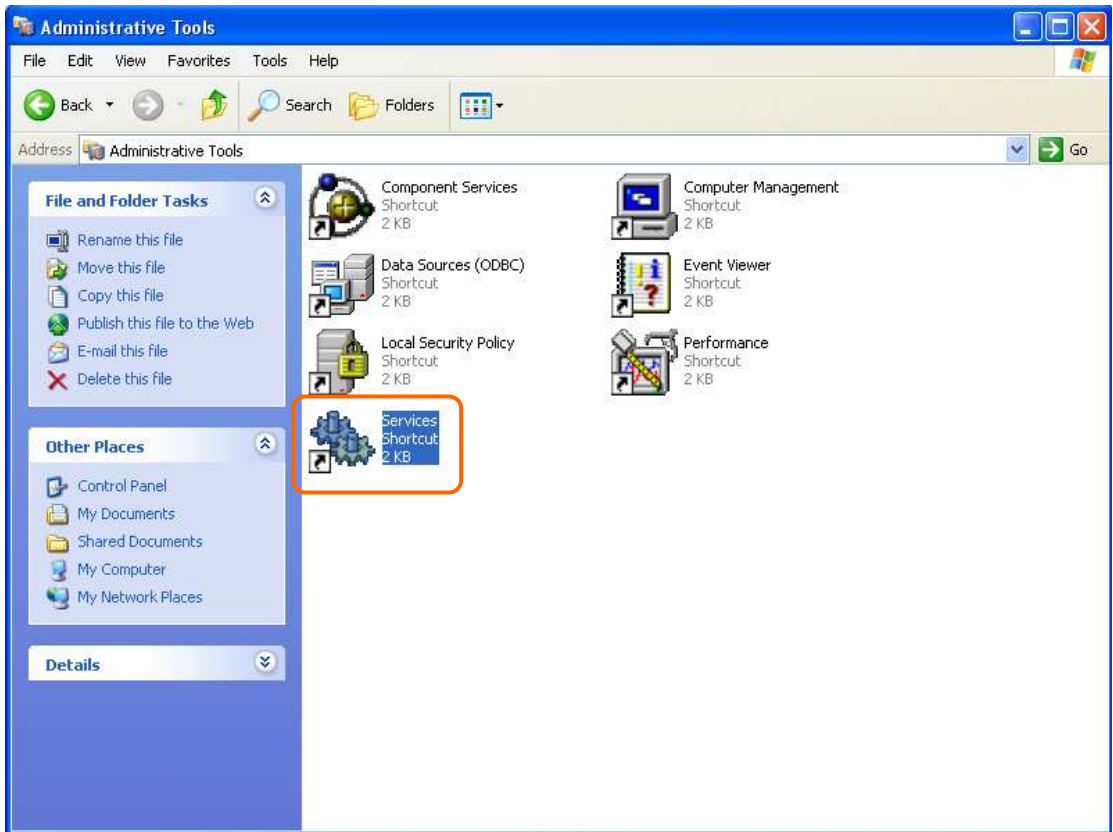 Administrative Tools
File Edit View Favorites Tools Help
Back Search Folders
Address Administrative Tools Go
File and Folder Tasks
Rename this file
Move this file
Copy this file
Publish this file to the Web
E-mail this file
Delete this file
Other Places
Control Panel
My Documents
Shared Documents
My Computer
My Network Places
Details
Component Services
Shortcut
2 KB
Computer Management
Shortcut
2 KB
Data Sources (ODBC)
Shortcut
2 KB
Event Viewer
Shortcut
2 KB
Local Security Policy
Shortcut
2 KB
Performance
Shortcut
2 KB
Services
Shortcut
2 KB